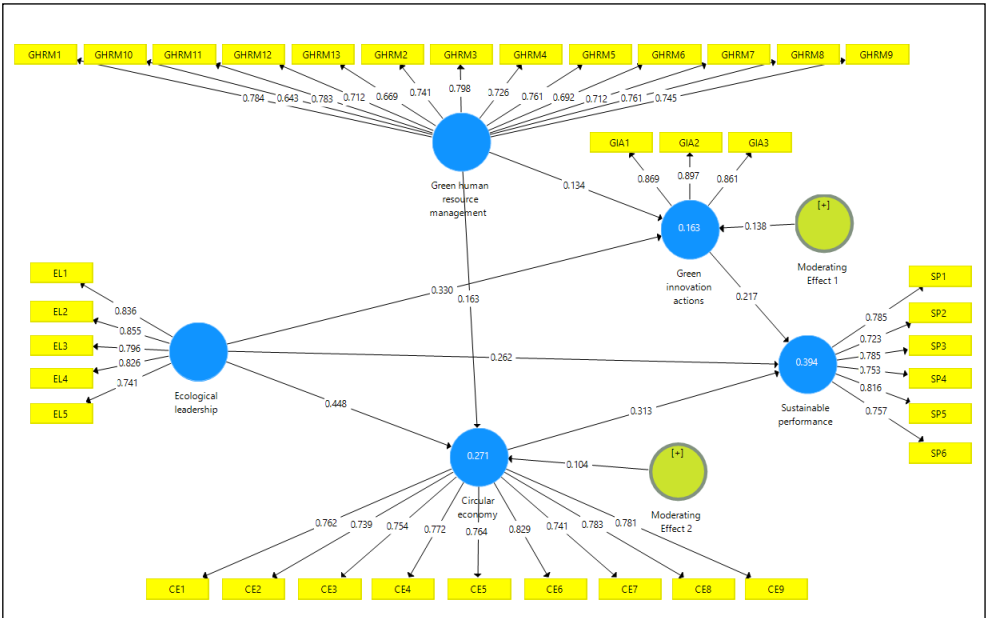 GHRM1 GHRM10 GHRM11 GHRM12 GHRM13 GHRM2 GHRM3 GHRM4 GHRM5 GHRM6 GHRM7 GHRM8 GHRM9
0.784 0.643 0.783 0.712 0.669 0.741 0.798 0.726 0.761 0.692 0.712 0.761 0.745
Green human
resource
management
GIA1 GIA2 GIA3
0.869 0.897 0.861
0.134
0.163
0.138
[+]
Moderating
Effect 1
Green
innovation
actions
0.217
0.330
0.163
EL1
EL2
EL3
EL4
EL5
0.836
0.855
0.796
0.826
0.741
Ecological
leadership
0.262
0.448
0.313
0.394
Sustainable
performance
SP1
SP2
SP3
SP4
SP5
SP6
0.785
0.723
0.785
0.753
0.816
0.757
0.271
Circular
economy
0.104
[+]
Moderating
Effect 2
0.762 0.739 0.754 0.772 0.764 0.829 0.741 0.783 0.781
CE1 CE2 CE3 CE4 CE5 CE6 CE7 CE8 CE9